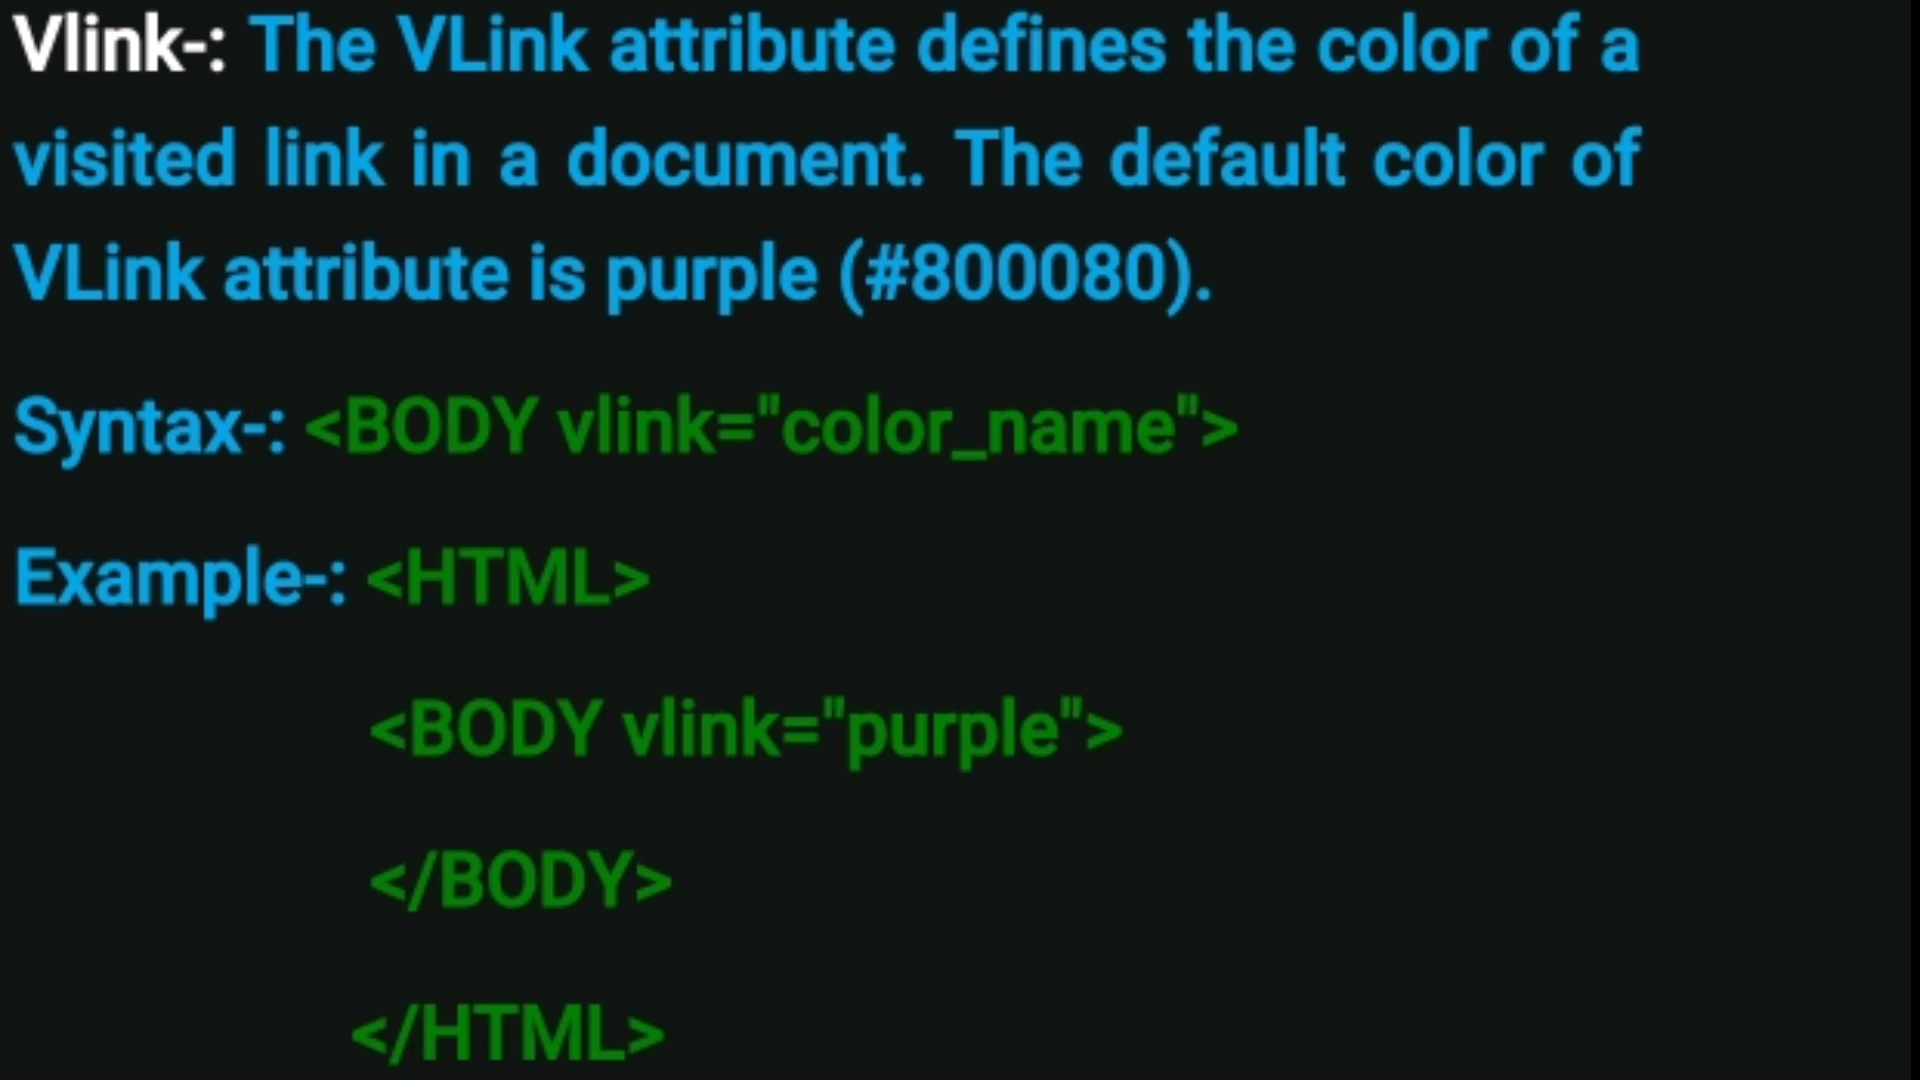 Vlink-: The VLink attribute defines the color of a
visited link in a document. The default color of
VLink attribute is purple (#800080).
Syntax-: <BODY vlink="color_name">
Example-: <HTML>
<BODY vlink="purple">
</BODY>
</HTML>